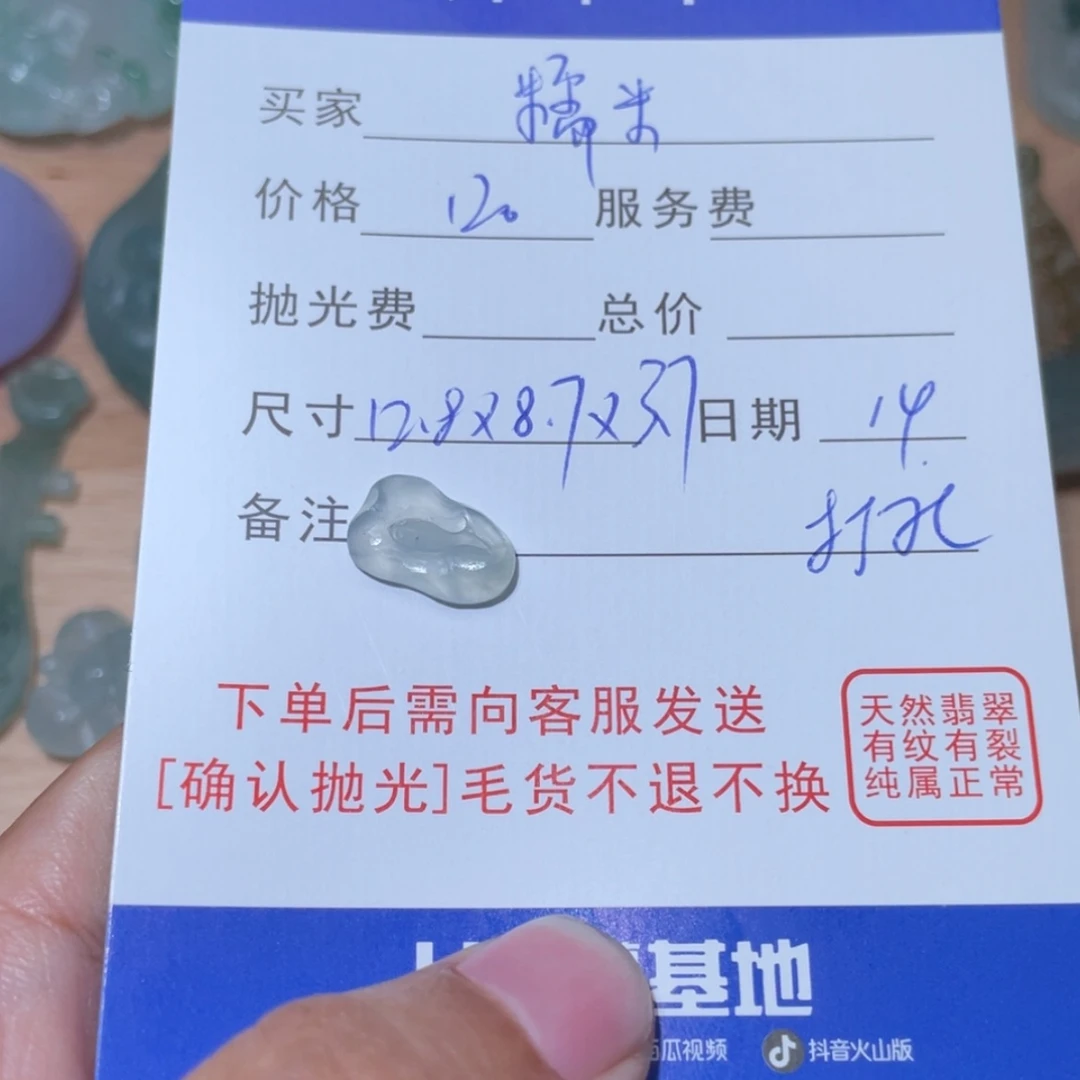 买家 糯米
价格 120 服务费
抛光费 总价
尺寸 12.8x8.7x3.7 日期 14
备注 打孔
下单后需向客服发送
[确认抛光]毛货不退不换
天然翡翠
有纹有裂
纯属正常
基地
瓜视频 抖音火山版